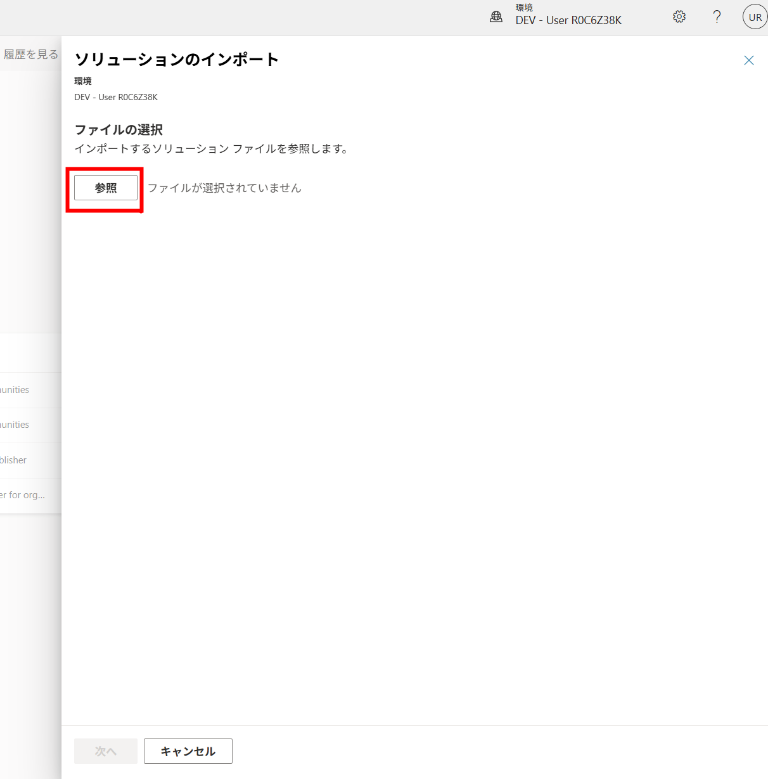 環境
DEV - User R0C6Z38K
?
UR
履歴を見る
ソリューションのインポート
環境
DEV - User R0C6Z38K
ファイルの選択
インポートするソリューション ファイルを参照します。
参照
ファイルが選択されていません
unities
unities
blisher
er for org...
次へ
キャンセル